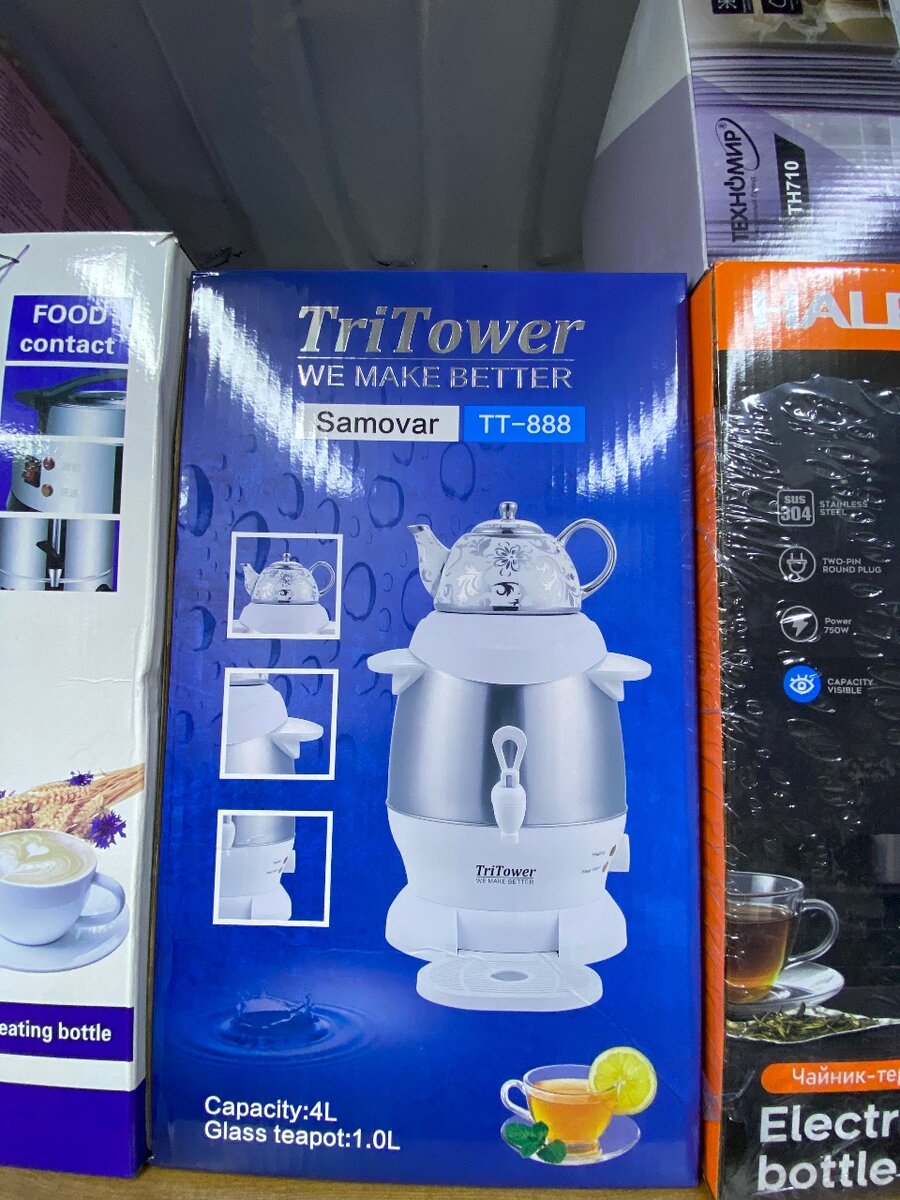 ТЕХНОМИР®
TH710
FOOD
contact
eating bottle
TriTower
WE MAKE BETTER
Samovar TT-888
TriTower
WE MAKE BETTER
Capacity:4L
Glass teapot:1.0L
HAL
SUS
304
STAINLESS
STEEL
TWO-PIN
ROUND PLUG
Power
750W
CAPACITY
VISIBLE
Чайник-тер
Electr
bottle